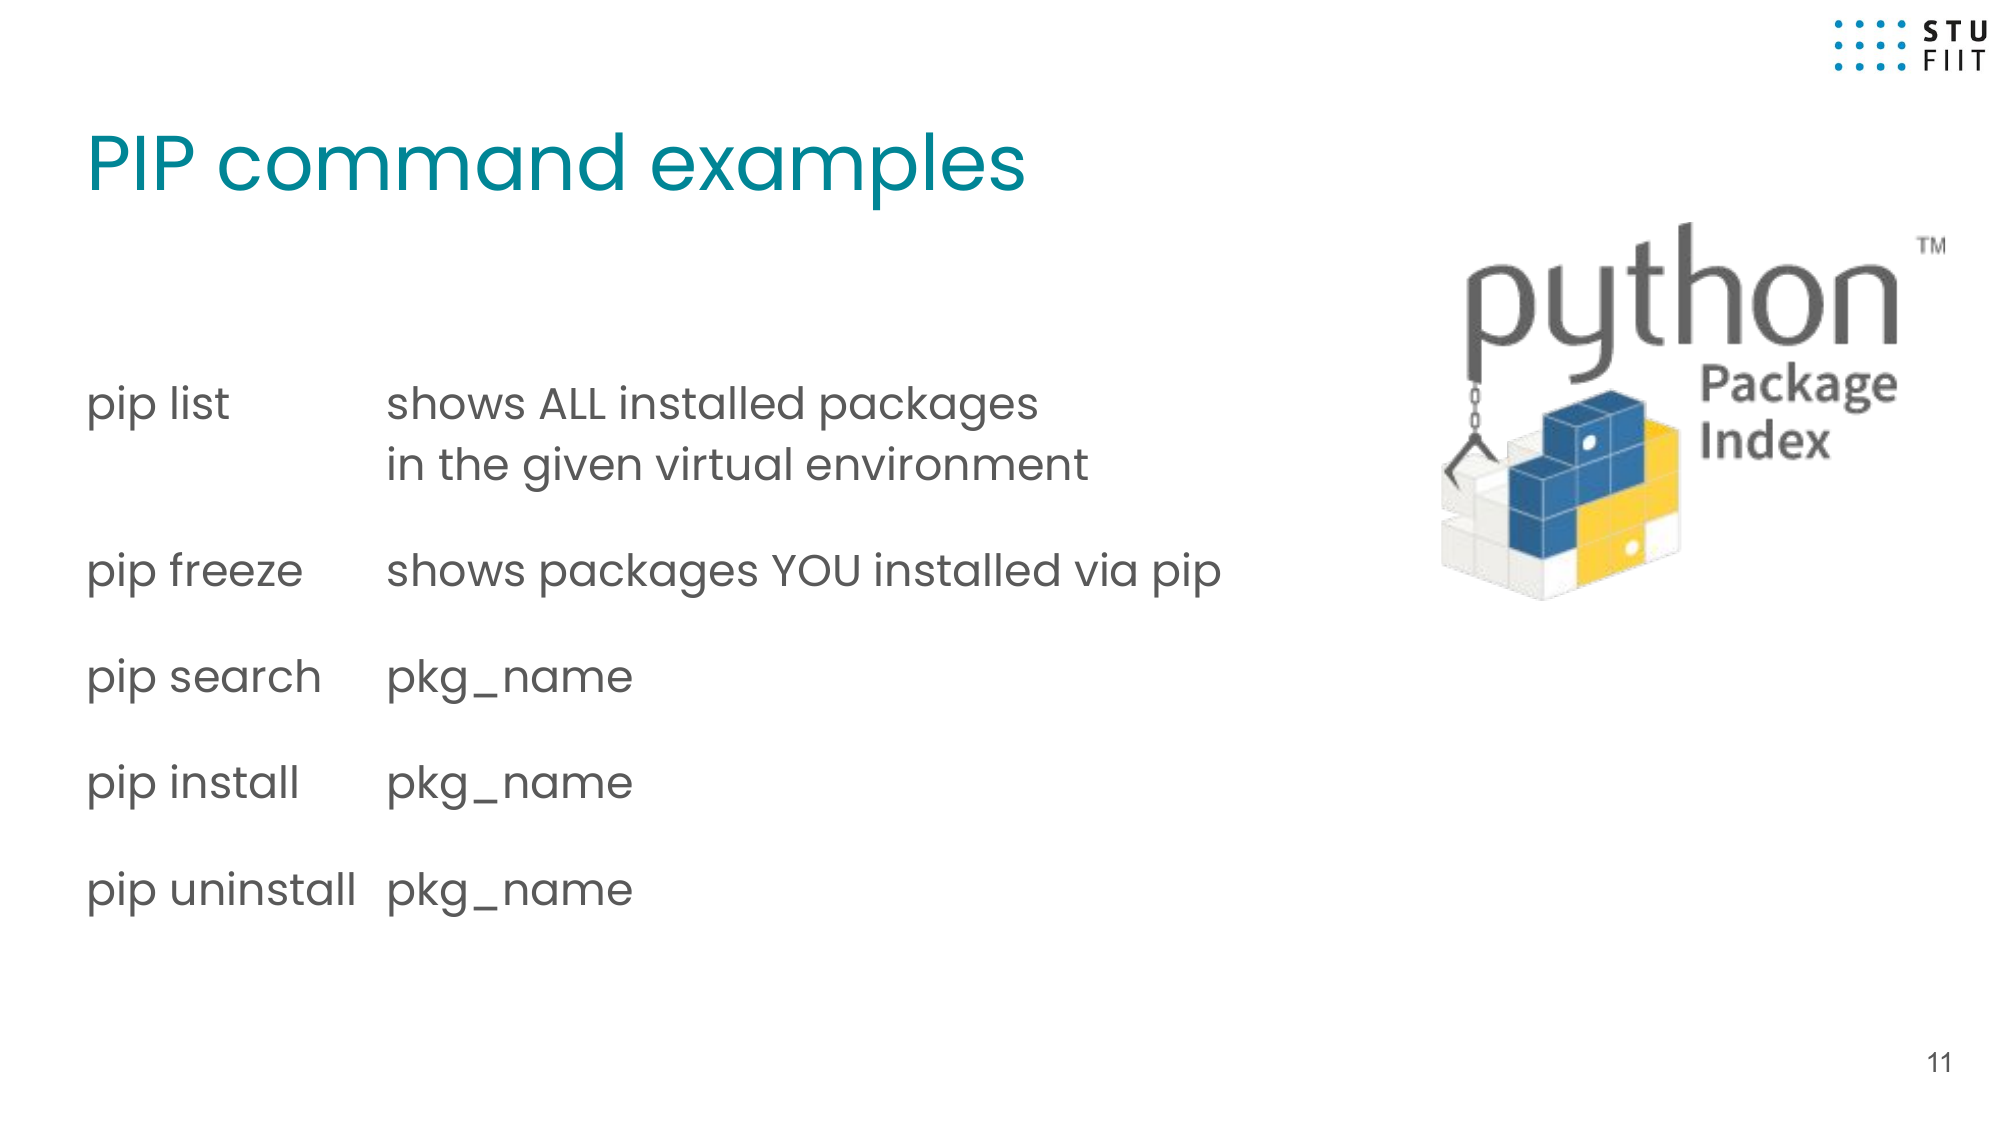 STU
FIIT
PIP command examples
python™
Package
Index
pip list shows ALL installed packages
in the given virtual environment
pip freeze shows packages YOU installed via pip
pip search pkg_name
pip install pkg_name
pip uninstall pkg_name
11